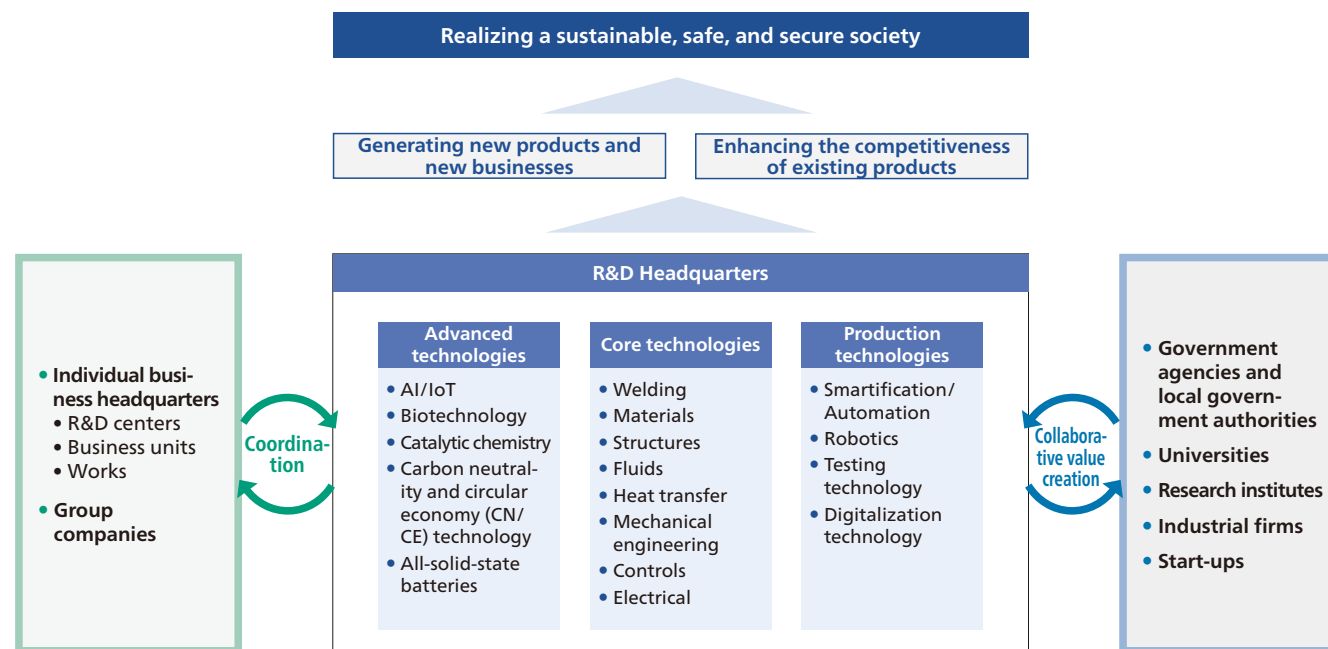 Realizing a sustainable, safe, and secure society
Generating new products and
new businesses
Enhancing the competitiveness
of existing products
• Individual busi-
ness headquarters
• R&D centers
• Business units
• Works
• Group
companies
Coordina-
tion
R&D Headquarters
Advanced
technologies
• AI/IoT
• Biotechnology
• Catalytic chemistry
• Carbon neutral-
ity and circular
economy (CN/
CE) technology
• All-solid-state
batteries
Core technologies
• Welding
• Materials
• Structures
• Fluids
• Heat transfer
• Mechanical
engineering
• Controls
• Electrical
Production
technologies
• Smartification/
Automation
• Robotics
• Testing
technology
• Digitalization
technology
Collabora-
tive value
creation
• Government
agencies and
local govern-
ment authorities
• Universities
• Research institutes
• Industrial firms
• Start-ups